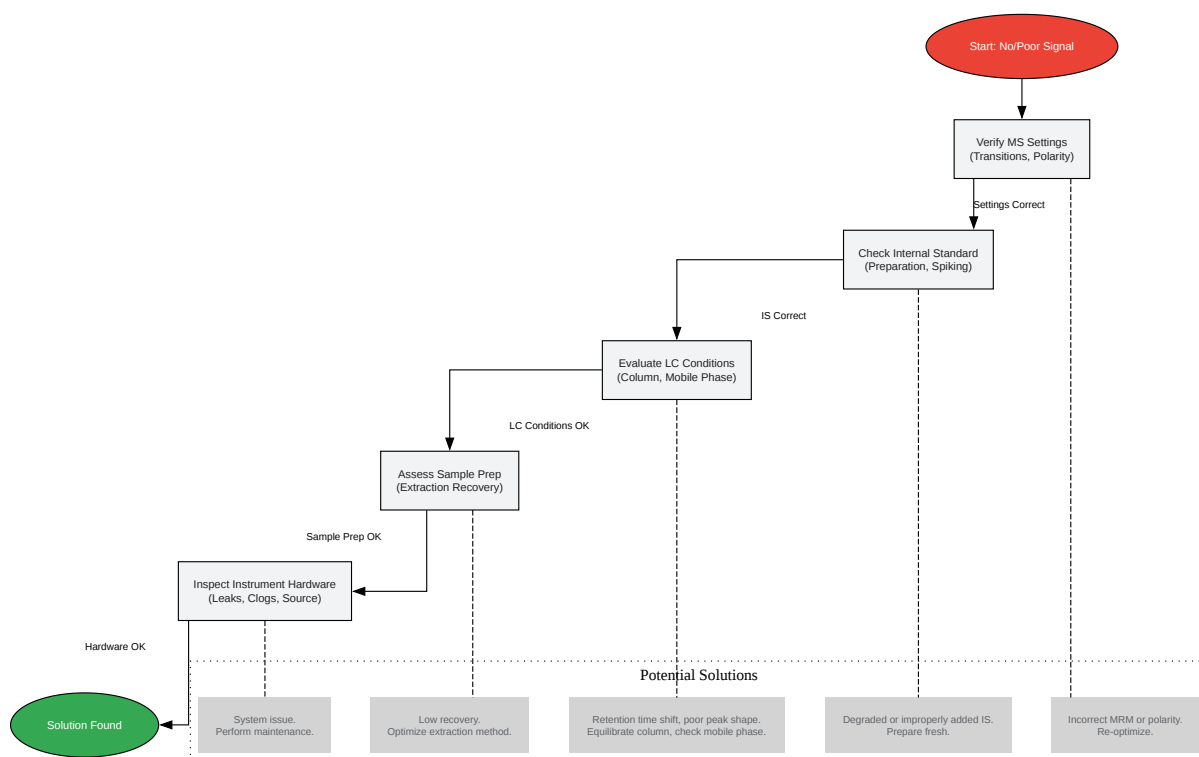 Start: No/Poor Signal
Verify MS Settings
(Transitions, Polarity)
Settings Correct
Check Internal Standard
(Preparation, Spiking)
IS Correct
Evaluate LC Conditions
(Column, Mobile Phase)
LC Conditions OK
Assess Sample Prep
(Extraction Recovery)
Sample Prep OK
Inspect Instrument Hardware
(Leaks, Clogs, Source)
Hardware OK
Potential Solutions
Solution Found
System issue.
Perform maintenance.
Low recovery.
Optimize extraction method.
Retention time shift, poor peak shape.
Equilibrate column, check mobile phase.
Degraded or improperly added IS.
Prepare fresh.
Incorrect MRM or polarity.
Re-optimize.